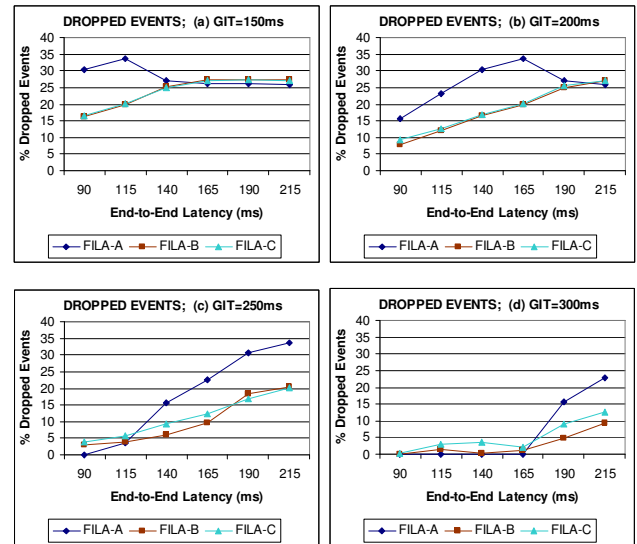 DROPPED EVENTS; (a) GIT=150ms
% Dropped Events
40
35
30
25
20
15
10
5
0
90 115 140 165 190 215
End-to-End Latency (ms)
FILA-A FILA-B FILA-C
DROPPED EVENTS; (b) GIT=200ms
% Dropped Events
40
35
30
25
20
15
10
5
0
90 115 140 165 190 215
End-to-End Latency (ms)
FILA-A FILA-B FILA-C
DROPPED EVENTS; (c) GIT=250ms
% Dropped Events
40
35
30
25
20
15
10
5
0
90 115 140 165 190 215
End-to-End Latency (ms)
FILA-A FILA-B FILA-C
DROPPED EVENTS; (d) GIT=300ms
% Dropped Events
40
35
30
25
20
15
10
5
0
90 115 140 165 190 215
End-to-End Latency (ms)
FILA-A FILA-B FILA-C